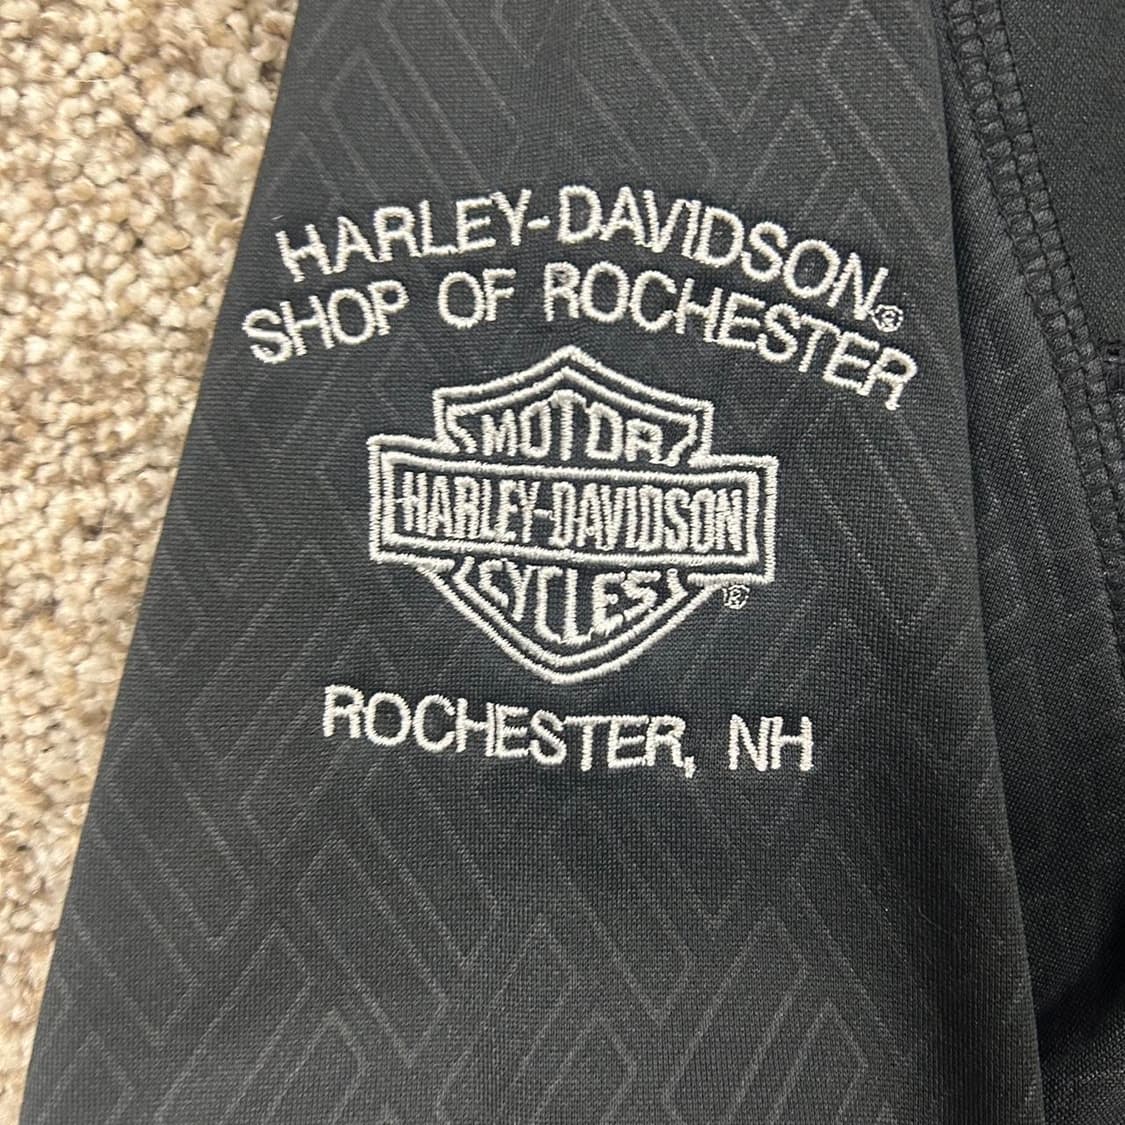 HARLEY-DAVIDSON®
SHOP OF ROCHESTER
MOTOR
HARLEY-DAVIDSON
CYCLES
®
ROCHESTER, NH